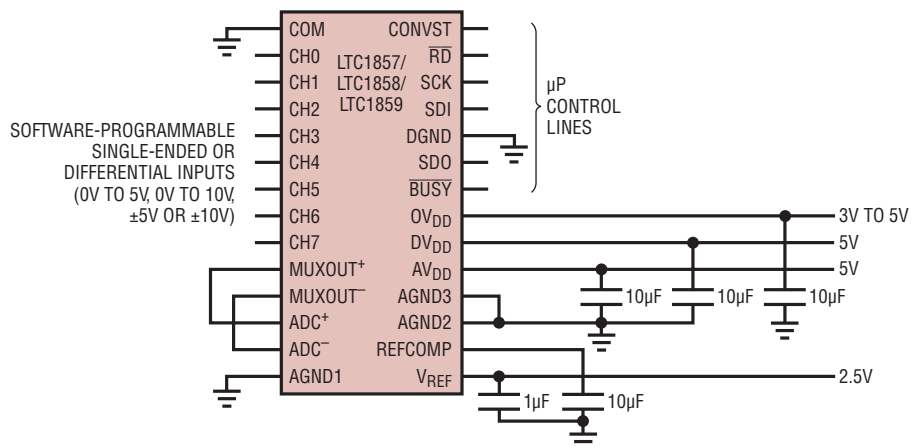 COM
CH0
CH1
CH2
CH3
CH4
CH5
CH6
CH7
MUXOUT+
MUXOUT–
ADC+
ADC–
AGND1
LTC1857/
LTC1858/
LTC1859
CONVST
RD
SCK
SDI
DGND
SDO
BUSY
OVDD
DVDD
AVDD
AGND3
AGND2
REFCOMP
VREF
SOFTWARE-PROGRAMMABLE
SINGLE-ENDED OR
DIFFERENTIAL INPUTS
(0V TO 5V, 0V TO 10V,
±5V OR ±10V)
µP
CONTROL
LINES
3V TO 5V
5V
5V
10µF
10µF
10µF
2.5V
1µF
10µF